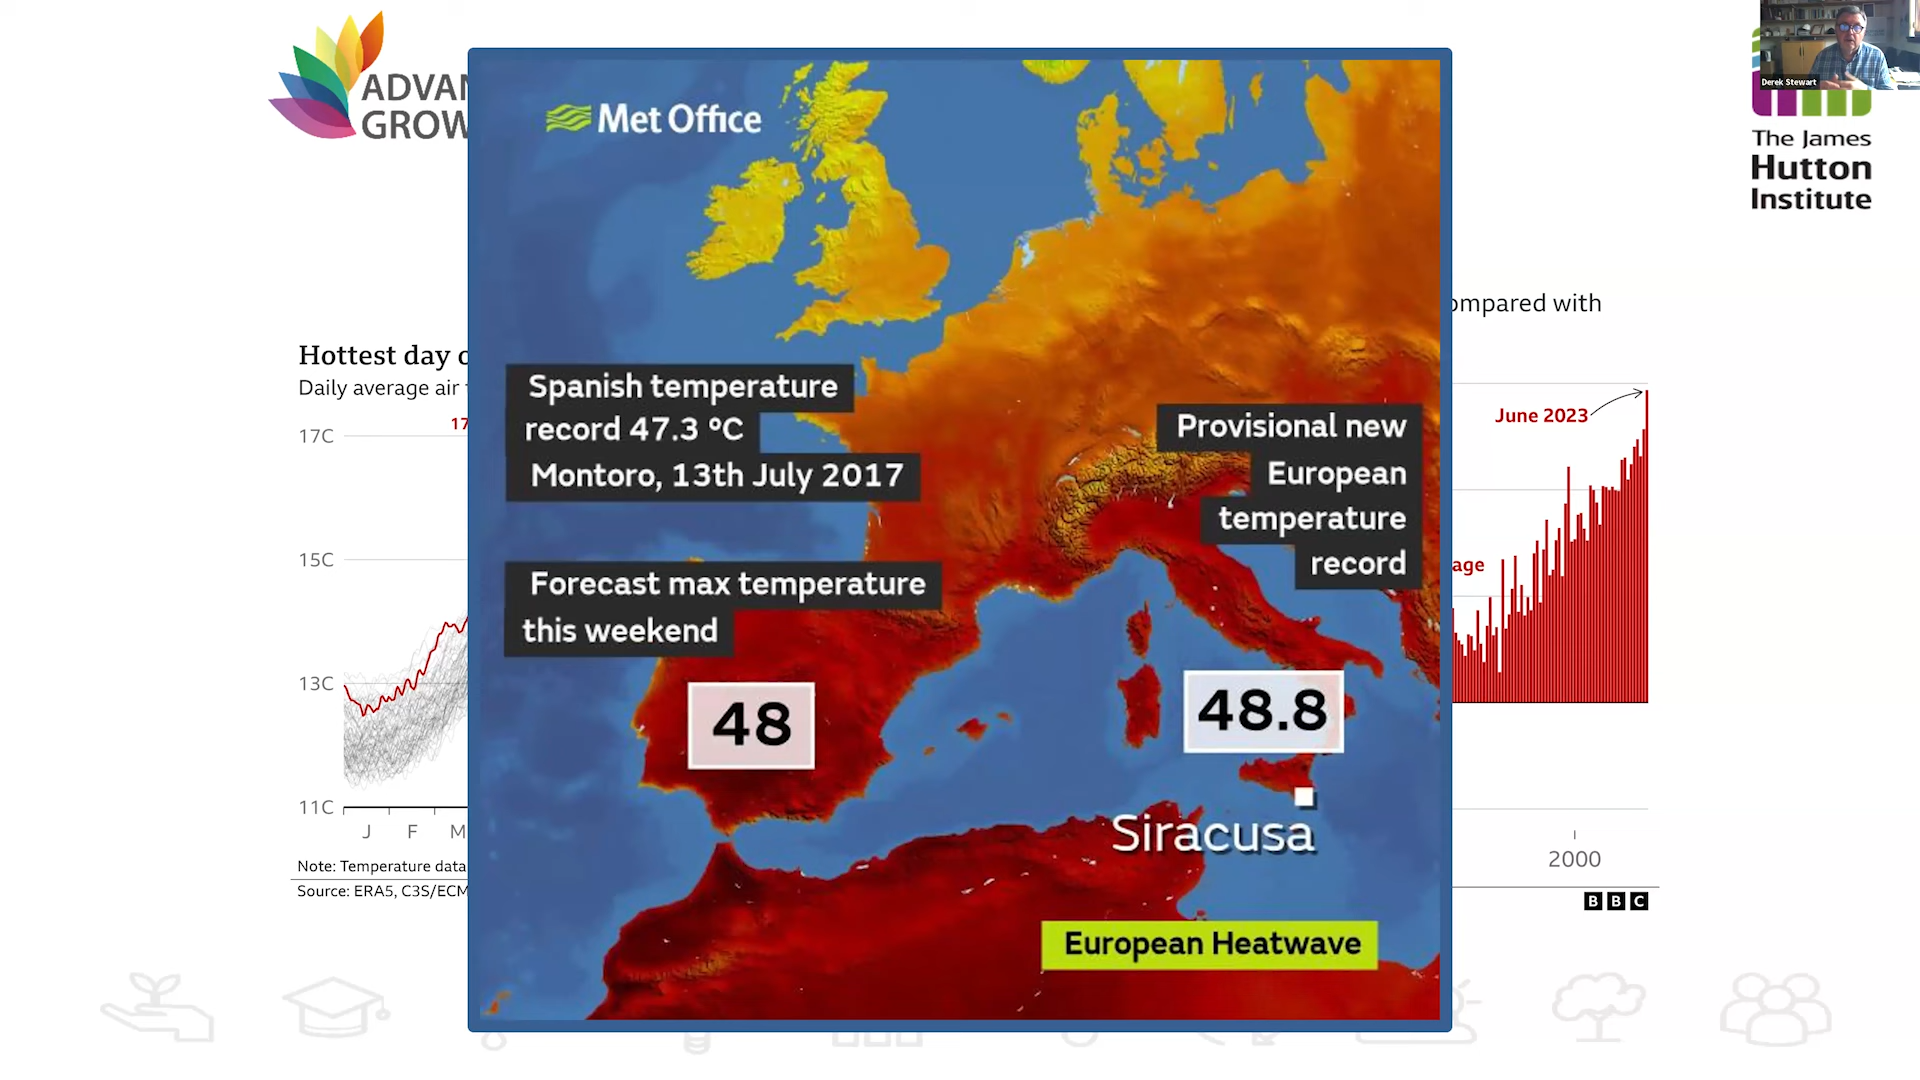 ADVAN
GROW
Derek Stewart
The James
Hutton
Institute
Met Office
Spanish temperature
record 47.3 ºC
Montoro, 13th July 2017
Provisional new
European
temperature
record
Forecast max temperature
this weekend
48
48.8
Siracusa
European Heatwave
Hottest day o
Daily average air
17
17C
15C
13C
11C
J F M
Note: Temperature data
Source: ERA5, C3S/ECM
ompared with
June 2023
age
2000
BBC